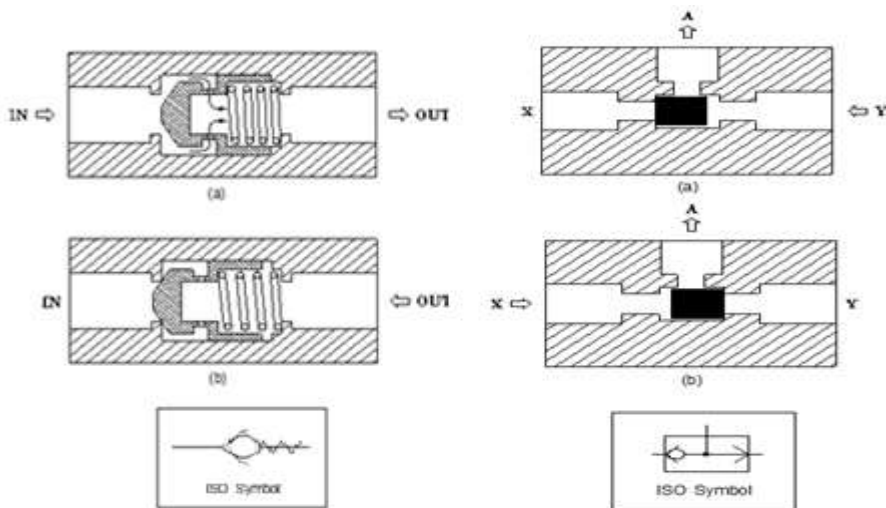 A
IN
OUT
X
Y
(a)
(a)
A
IN
OUT
X
Y
(b)
(b)
ISO Symbol
ISO Symbol